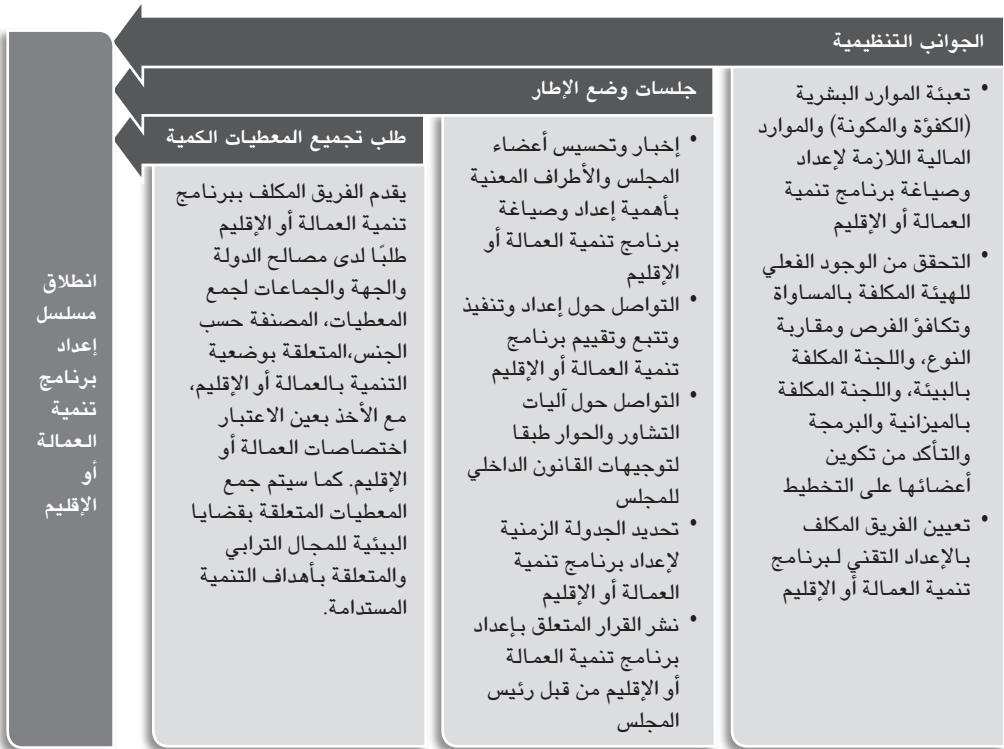 الجوانب التنظيمية
• تعبئة الموارد البشرية
(الكفؤة والمكونة) والموارد
المالية اللازمة لإعداد
وصياغة برنامج تنمية
العمالة أو الإقليم
• التحقق من الوجود الفعلي
للهيئة المكلفة بالمساواة
وتكافؤ الفرص ومقاربة
النوع، واللجنة المكلفة
بالبيئة، واللجنة المكلفة
بالميزانية والبرمجة
والتأكد من تكوين
أعضائها على التخطيط
• تعيين الفريق المكلف
بالإعداد التقني لبرنامج
تنمية العمالة أو الإقليم
جلسات وضع الإطار
• إخبار وتحسيس أعضاء
المجلس والأطراف المعنية
بأهمية إعداد وصياغة
برنامج تنمية العمالة أو
الإقليم
• التواصل حول إعداد وتنفيذ
وتتبع وتقييم برنامج
تنمية العمالة أو الإقليم
• التواصل حول آليات
التشاور والحوار طبقا
لتوجيهات القانون الداخلي
للمجلس
• تحديد الجدولة الزمنية
لإعداد برنامج تنمية
العمالة أو الإقليم
• نشر القرار المتعلق بإعداد
برنامج تنمية العمالة
أو الإقليم من قبل رئيس
المجلس
طلب تجميع المعطيات الكمية
يقدم الفريق المكلف ببرنامج
تنمية العمالة أو الإقليم
طلبًا لدى مصالح الدولة
والجهة والجماعات لجمع
المعطيات، المصنفة حسب
الجنس،المتعلقة بوضعية
التنمية بالعمالة أو الإقليم،
مع الأخذ بعين الاعتبار
اختصاصات العمالة أو
الإقليم. كما سيتم جمع
المعطيات المتعلقة بقضايا
البيئية للمجال الترابي
والمتعلقة بأهداف التنمية
المستدامة.
انطلاق
مسلسل
إعداد
برنامج
تنمية
العمالة
أو
الإقليم